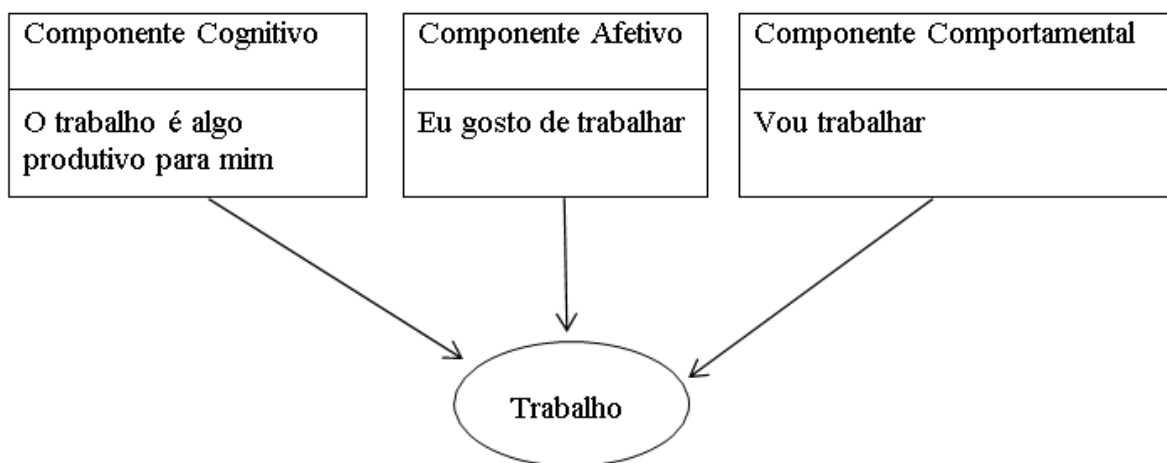 Componente Cognitivo
O trabalho é algo
produtivo para mim
Componente Afetivo
Eu gosto de trabalhar
Componente Comportamental
Vou trabalhar
Trabalho